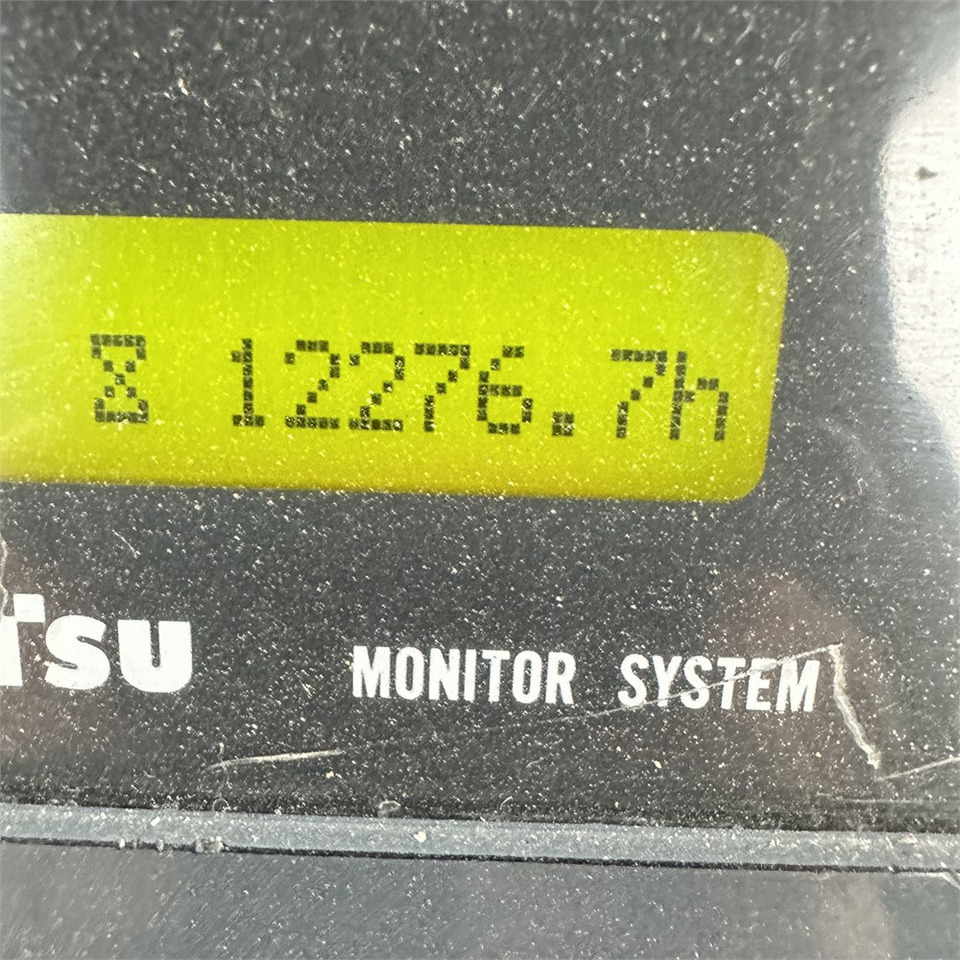 12276.7h
TSU
MONITOR SYSTEM